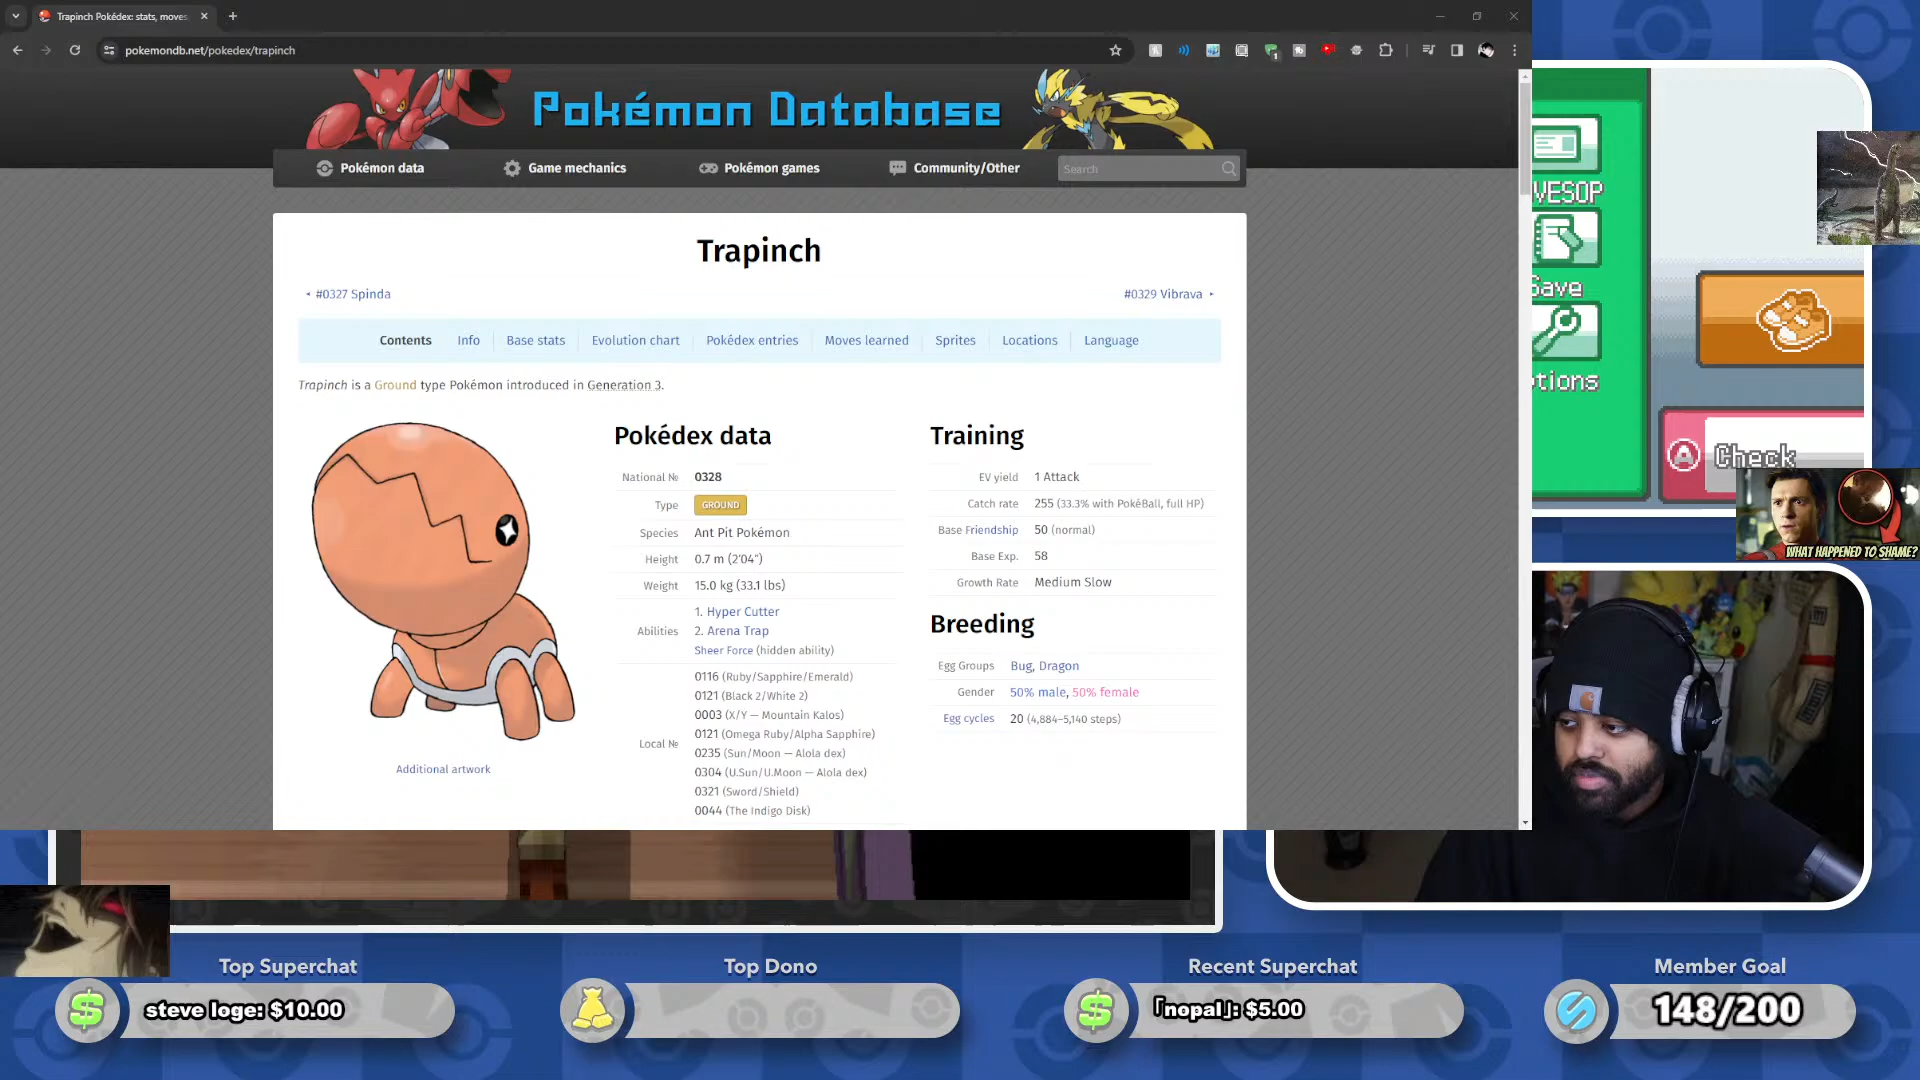 Trapinch Pokédex: stats, moves
pokemondb.net/pokedex/trapinch
Pokémon Database
Pokémon data
Game mechanics
Pokémon games
Community/Other
Search
Trapinch
#0327 Spinda
#0329 Vibrava
Contents
Info
Base stats
Evolution chart
Pokédex entries
Moves learned
Sprites
Locations
Language
Trapinch is a Ground type Pokémon introduced in Generation 3.
Additional artwork
Pokédex data
National № 0328
Type GROUND
Species Ant Pit Pokémon
Height 0.7 m (2′04″)
Weight 15.0 kg (33.1 lbs)
Abilities
1. Hyper Cutter
2. Arena Trap
Sheer Force (hidden ability)
Local №
0116 (Ruby/Sapphire/Emerald)
0121 (Black 2/White 2)
0003 (X/Y — Mountain Kalos)
0121 (Omega Ruby/Alpha Sapphire)
0235 (Sun/Moon — Alola dex)
0304 (U.Sun/U.Moon — Alola dex)
0321 (Sword/Shield)
0044 (The Indigo Disk)
Training
EV yield 1 Attack
Catch rate 255 (33.3% with PokéBall, full HP)
Base Friendship 50 (normal)
Base Exp. 58
Growth Rate Medium Slow
Breeding
Egg Groups Bug, Dragon
Gender 50% male, 50% female
Egg cycles 20 (4,884–5,140 steps)
VESOP
Save
tions
A Check
WHAT HAPPENED TO SHAME?
Top Superchat
steve loge: $10.00
Top Dono
Recent Superchat
「nopal」: $5.00
Member Goal
148/200